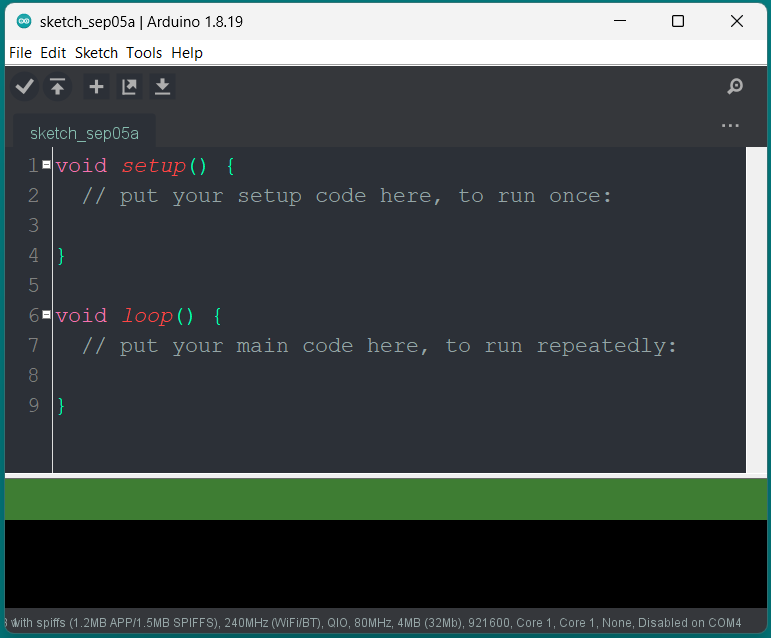 sketch_sep05a | Arduino 1.8.19
File Edit Sketch Tools Help
sketch_sep05a
1 void setup() {
2 // put your setup code here, to run once:
3
4 }
5
6 void loop() {
7 // put your main code here, to run repeatedly:
8
9 }
with spiffs (1.2MB APP/1.5MB SPIFFS), 240MHz (WiFi/BT), QIO, 80MHz, 4MB (32Mb), 921600, Core 1, Core 1, None, Disabled on COM4